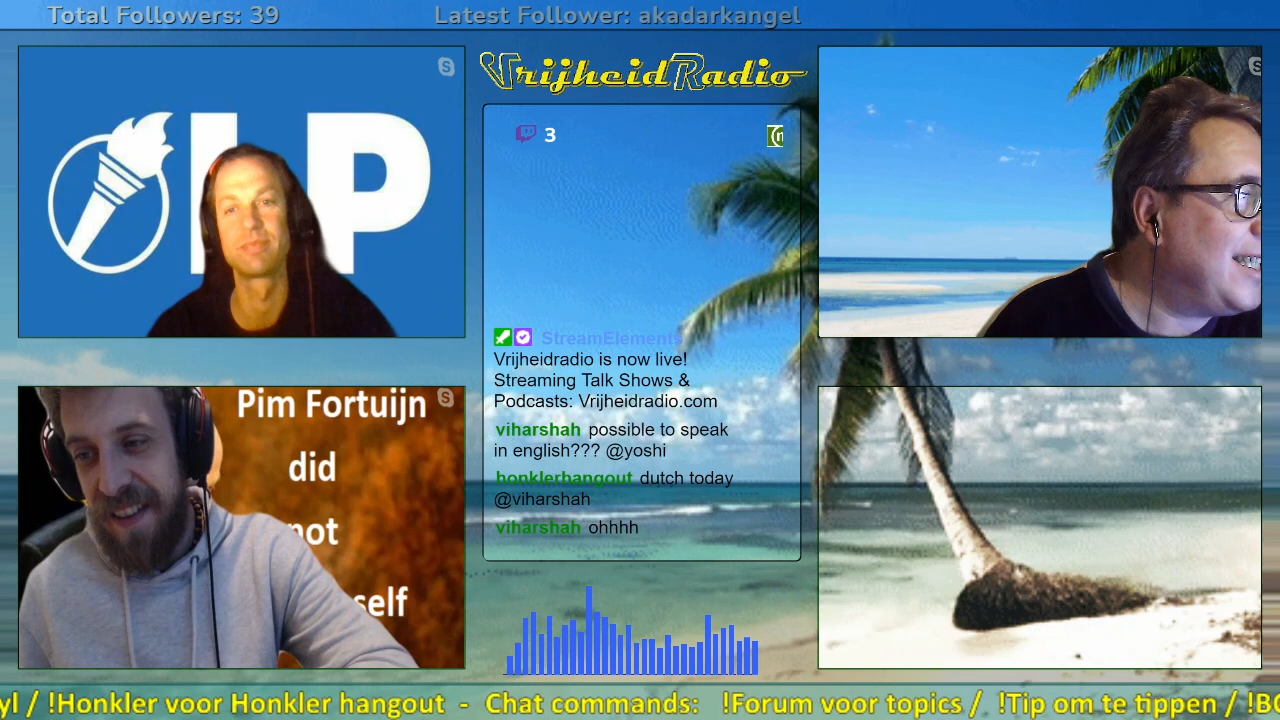 Total Followers: 39
Latest Follower: akadarkangel
VrijheidRadio
LP
3
StreamElements
Vrijheidradio is now live!
Streaming Talk Shows &
Podcasts: Vrijheidradio.com
viharshah possible to speak
in english??? @yoshi
honklerhangout dutch today
@viharshah
viharshah ohhhh
Pim Fortuijn
did
not
self
yl / !Honkler voor Honkler hangout - Chat commands: !Forum voor topics / !Tip om te tippen /